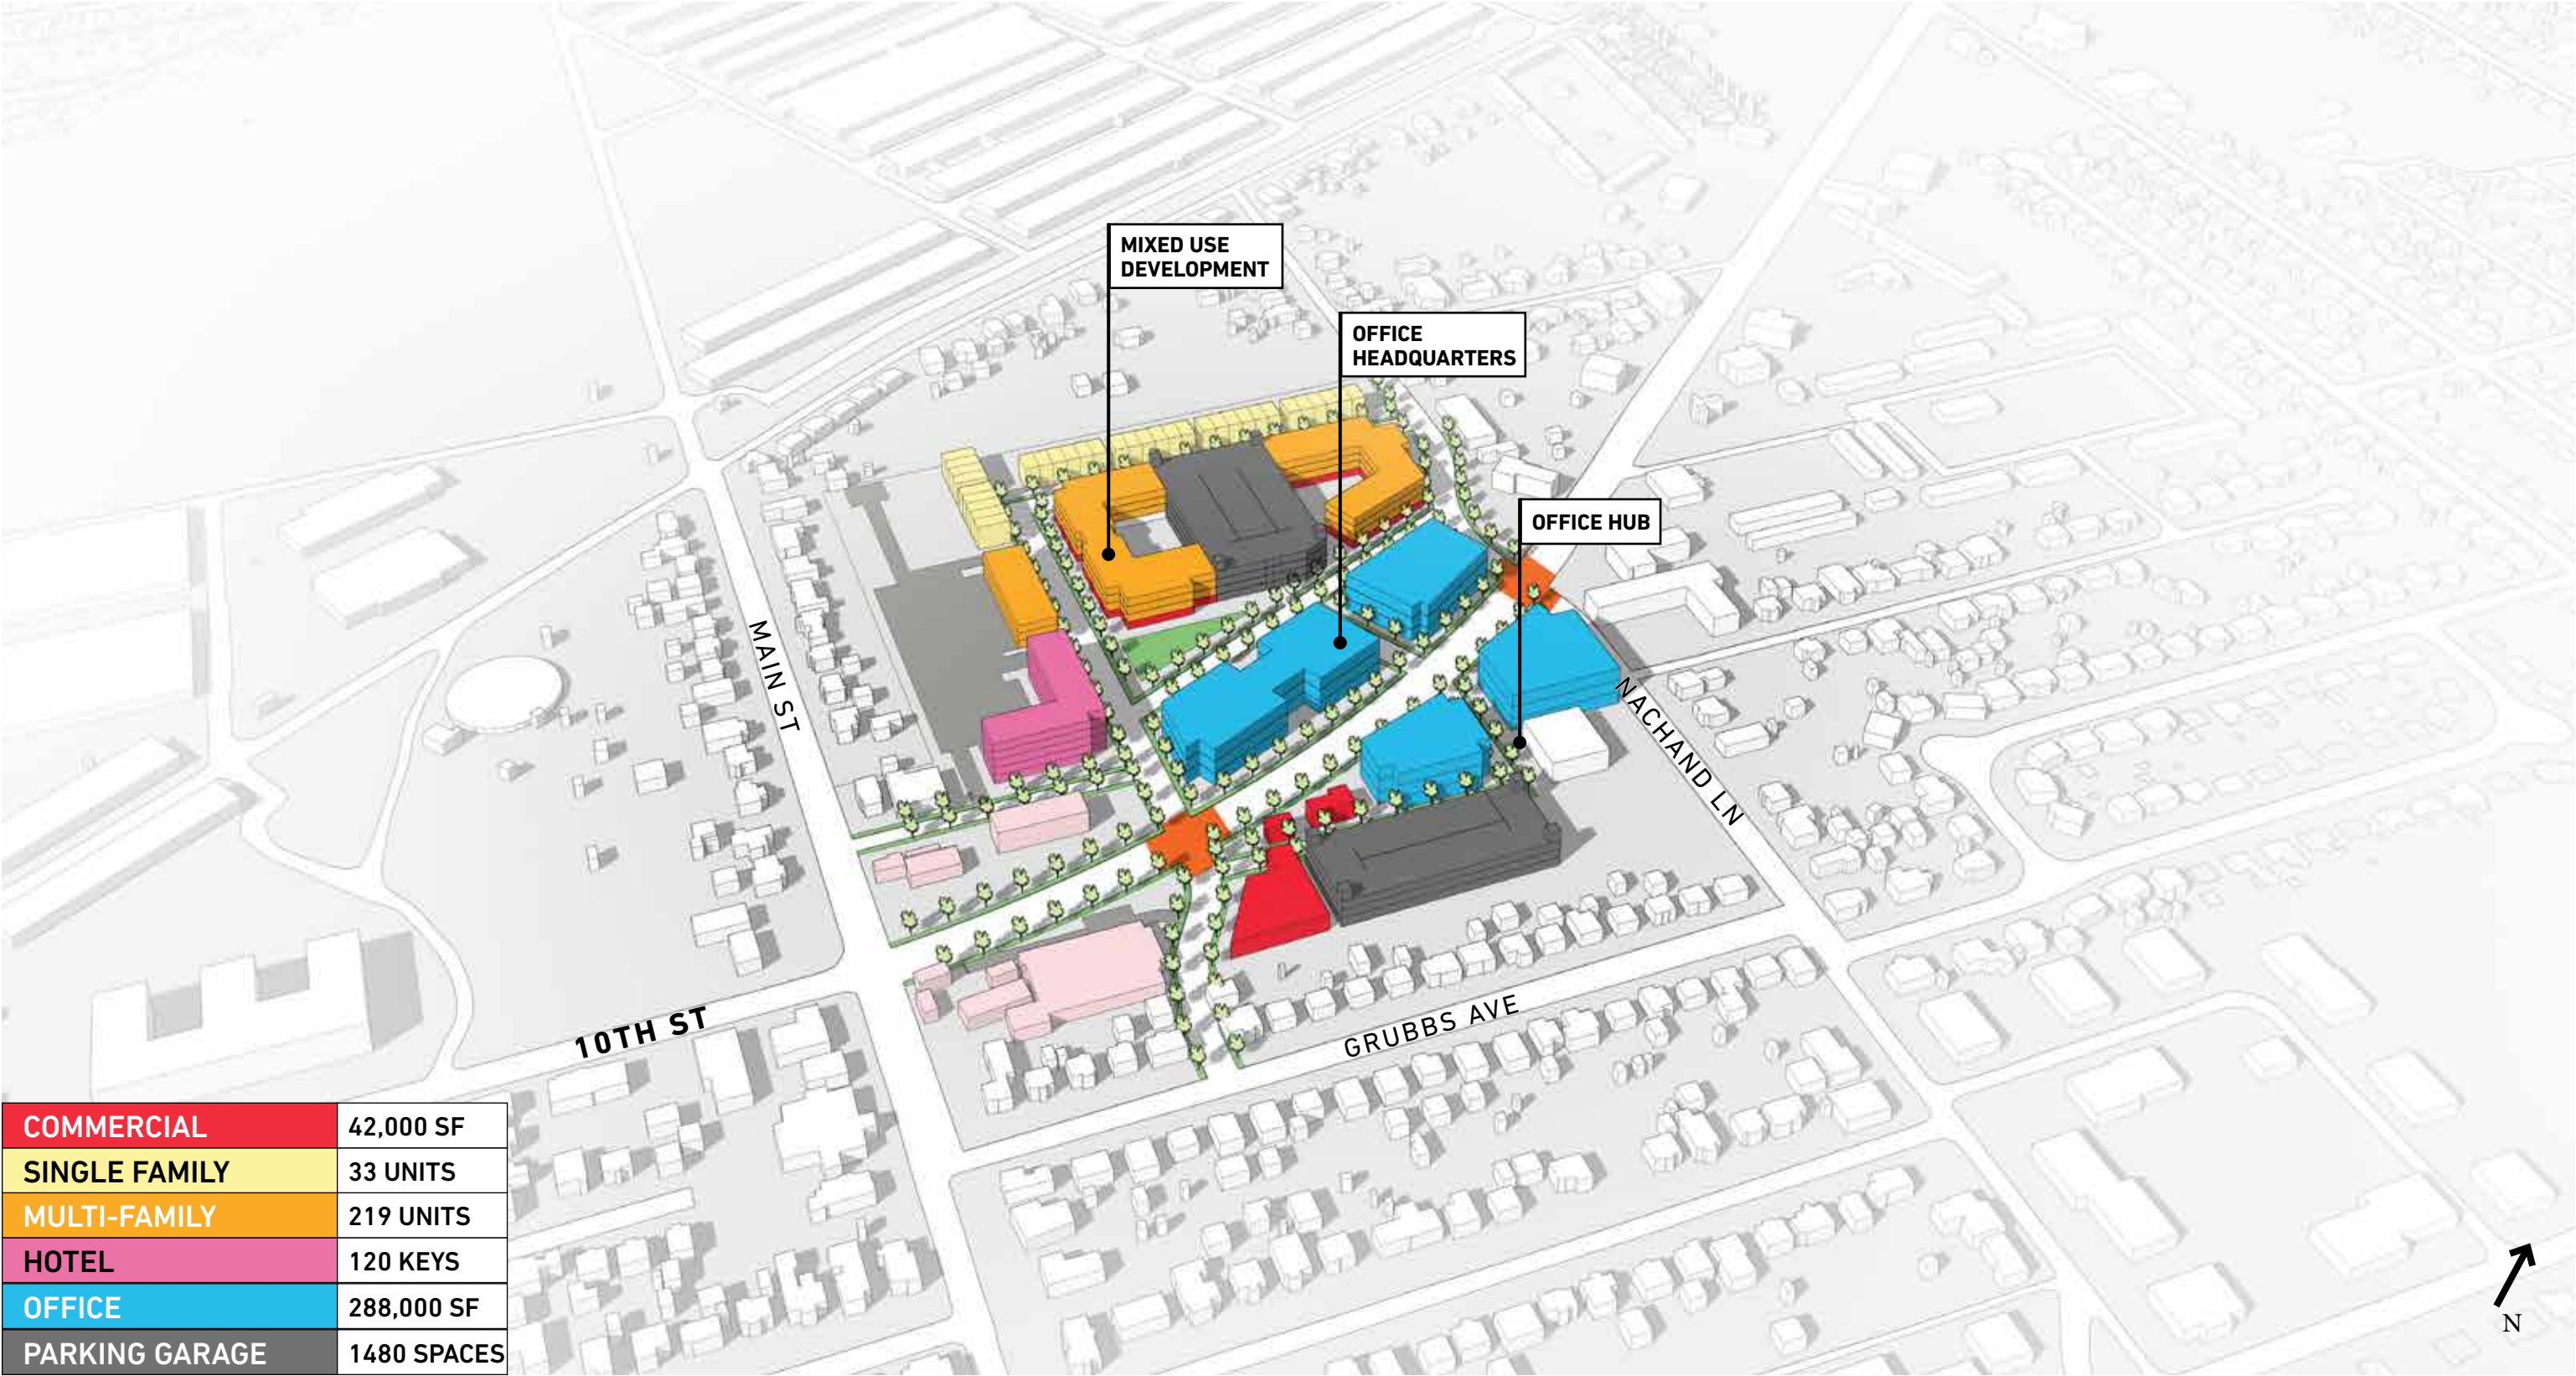 MIXED USE
DEVELOPMENT
OFFICE
HEADQUARTERS
OFFICE HUB
MAIN ST
NACHAND LN
10TH ST
GRUBBS AVE
COMMERCIAL 42,000 SF
SINGLE FAMILY 33 UNITS
MULTI-FAMILY 219 UNITS
HOTEL 120 KEYS
OFFICE 288,000 SF
PARKING GARAGE 1480 SPACES
N